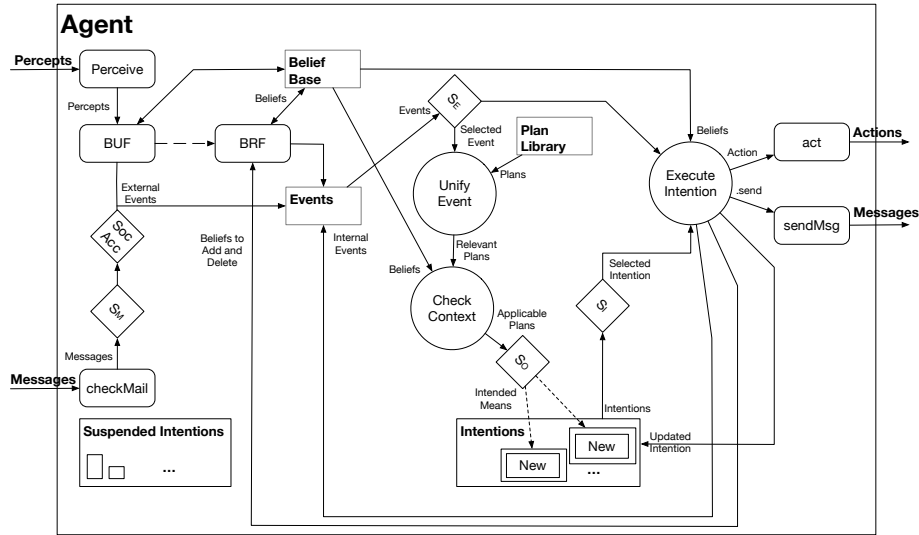 Agent
Percepts
Perceive
Percepts
BUF
BRF
Belief
Base
Beliefs
Events
External
Events
Events
SE
Selected
Event
Plan
Library
Plans
Unify
Event
Relevant
Plans
Beliefs
Check
Context
Applicable
Plans
SO
Intended
Means
Beliefs
Execute
Intention
Action
act
Actions
.send
sendMsg
Messages
Soc
Acc
SM
Messages
Messages
checkMail
Beliefs to
Add and
Delete
Internal
Events
Selected
Intention
SI
Intentions
Suspended Intentions
...
Intentions
New
New
...
Updated
Intention